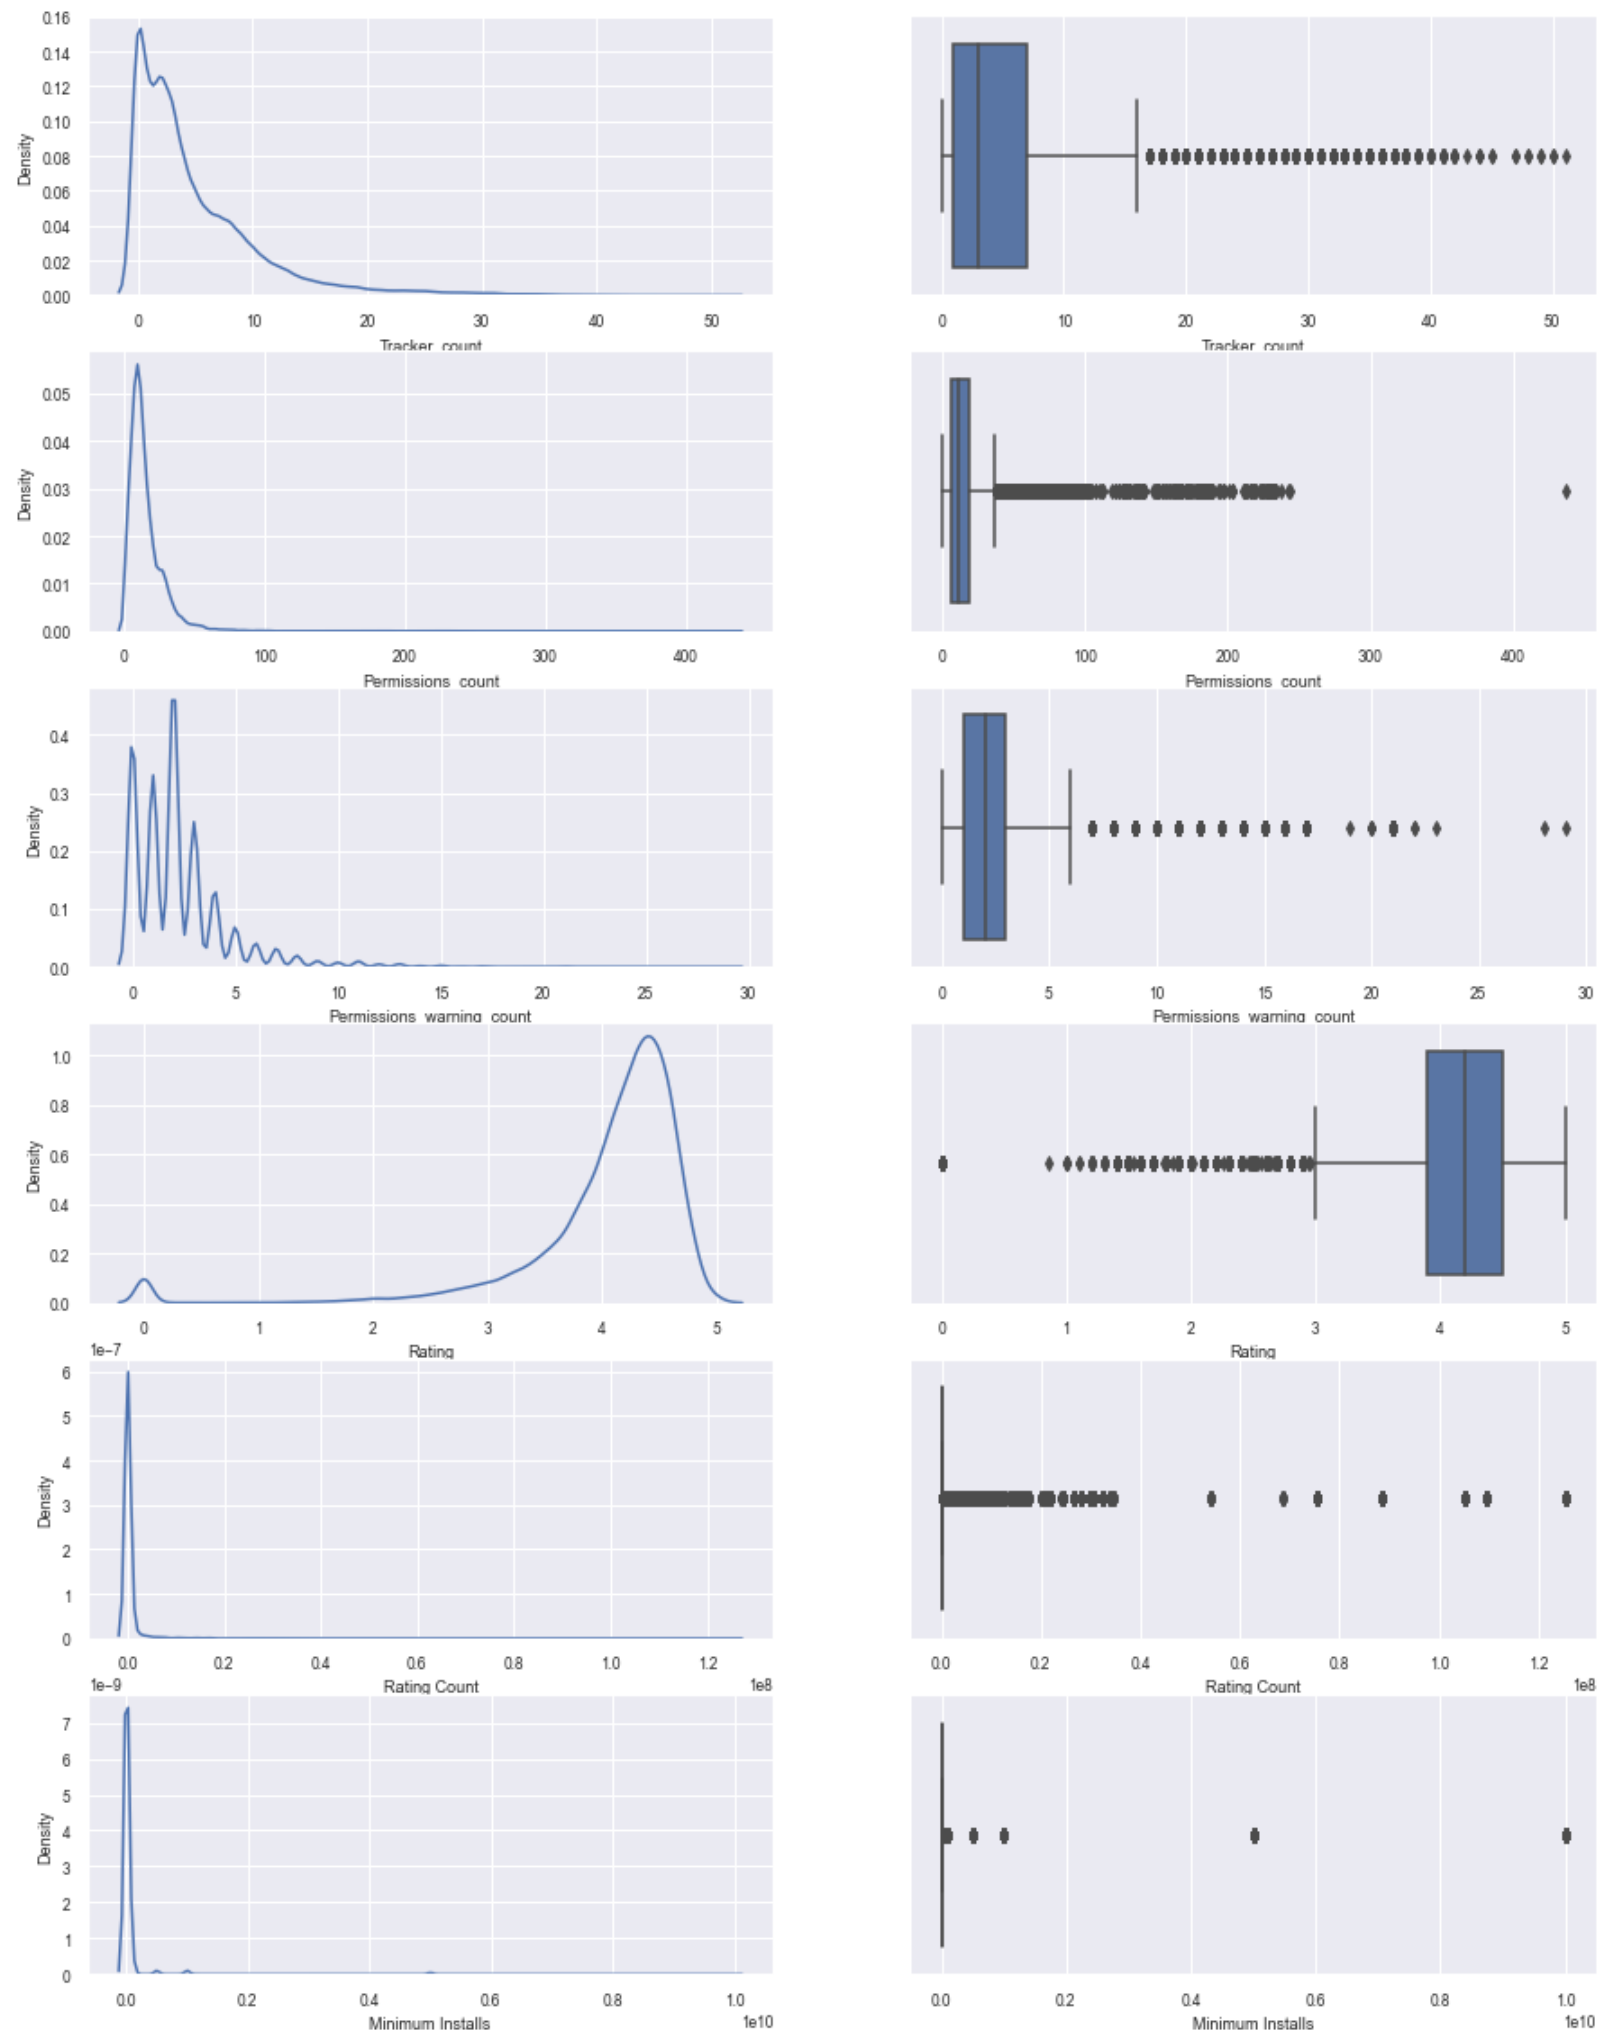 0.16
0.14
0.12
0.10
0.08
0.06
0.04
0.02
0.00
Density
0 10 20 30 40 50
Tracker_count
0 10 20 30 40 50
Tracker_count
0.05
0.04
0.03
0.02
0.01
0.00
Density
0 100 200 300 400
Permissions_count
0 100 200 300 400
Permissions_count
0.4
0.3
0.2
0.1
0.0
Density
0 5 10 15 20 25 30
Permissions_warning_count
0 5 10 15 20 25 30
Permissions_warning_count
1.0
0.8
0.6
0.4
0.2
0.0
Density
0 1 2 3 4 5
Rating
0 1 2 3 4 5
Rating
1e−7
6
5
4
3
2
1
0
Density
0.0 0.2 0.4 0.6 0.8 1.0 1.2
Rating Count
1e8
0.0 0.2 0.4 0.6 0.8 1.0 1.2
Rating Count
1e8
1e−9
7
6
5
4
3
2
1
0
Density
0.0 0.2 0.4 0.6 0.8 1.0
Minimum Installs
1e10
0.0 0.2 0.4 0.6 0.8 1.0
Minimum Installs
1e10